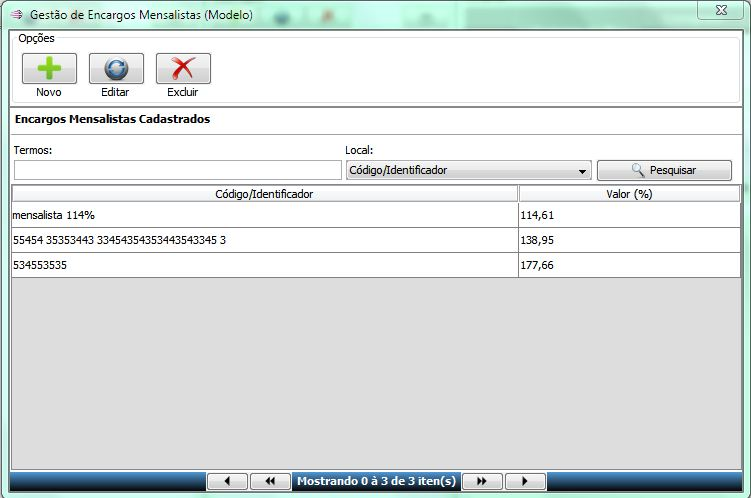 Gestão de Encargos Mensalistas (Modelo)
Opções
Novo Editar Excluir
Encargos Mensalistas Cadastrados
Termos: Local:
Código/Identificador Pesquisar
Código/Identificador Valor (%)
mensalista 114% 114,61
55454 35353443 33454354353443543345 3 138,95
534553535 177,66
Mostrando 0 à 3 de 3 iten(s)